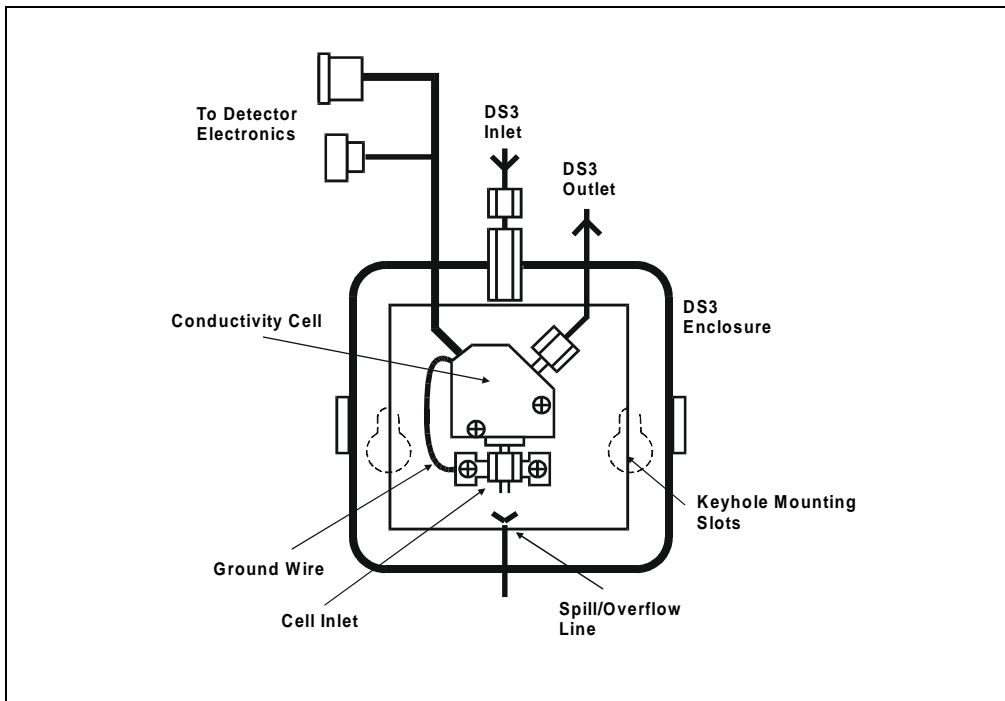 To Detector
Electronics
DS3
Inlet
DS3
Outlet
DS3
Enclosure
Conductivity Cell
Keyhole Mounting
Slots
Ground Wire
Cell Inlet
Spill/Overflow
Line